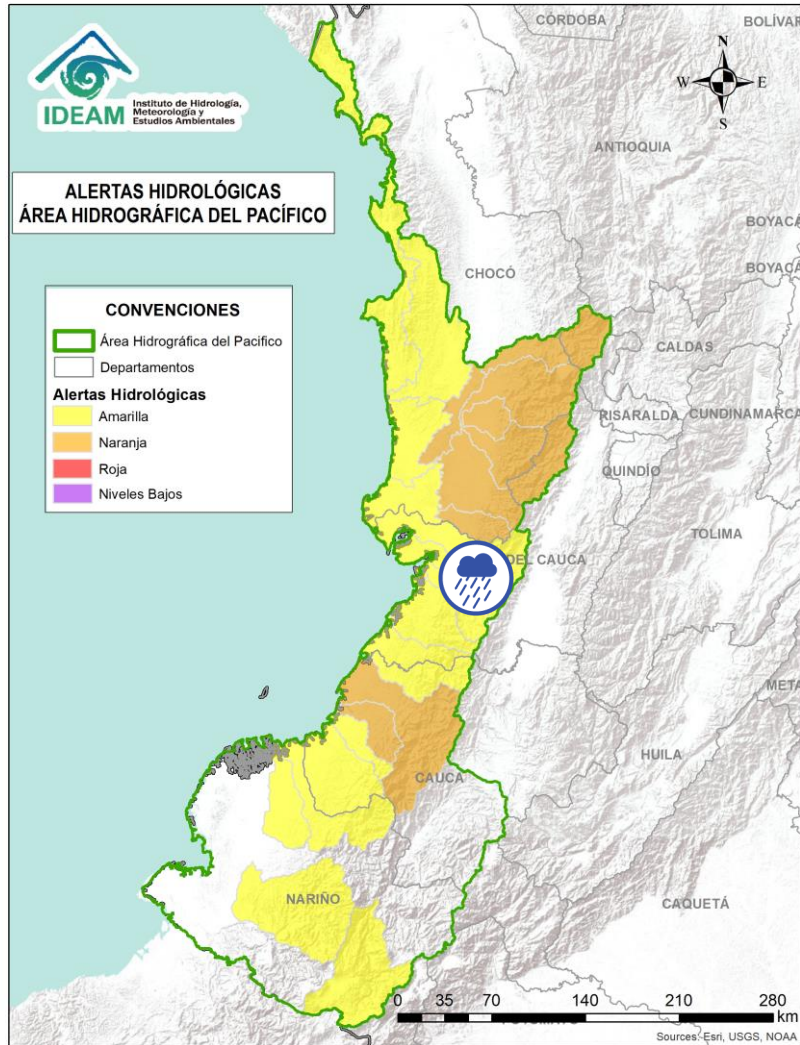 IDEAM
Instituto de Hidrología,
Meteorología y
Estudios Ambientales
CÓRDOBA
BOLÍVAR
N
W
E
S
ANTIOQUIA
ALERTAS HIDROLÓGICAS
ÁREA HIDROGRÁFICA DEL PACÍFICO
BOYACÁ
BOYACÁ
CHOCÓ
CONVENCIONES
Área Hidrográfica del Pacifico
Departamentos
Alertas Hidrológicas
Amarilla
Naranja
Roja
Niveles Bajos
CALDAS
RISARALDA
CUNDINAMARCA
QUINDÍO
TOLIMA
DEL CAUCA
META
HUILA
CAUCA
NARIÑO
CAQUETÁ
0 35 70 140 210 280
km
Sources: Esri, USGS, NOAA